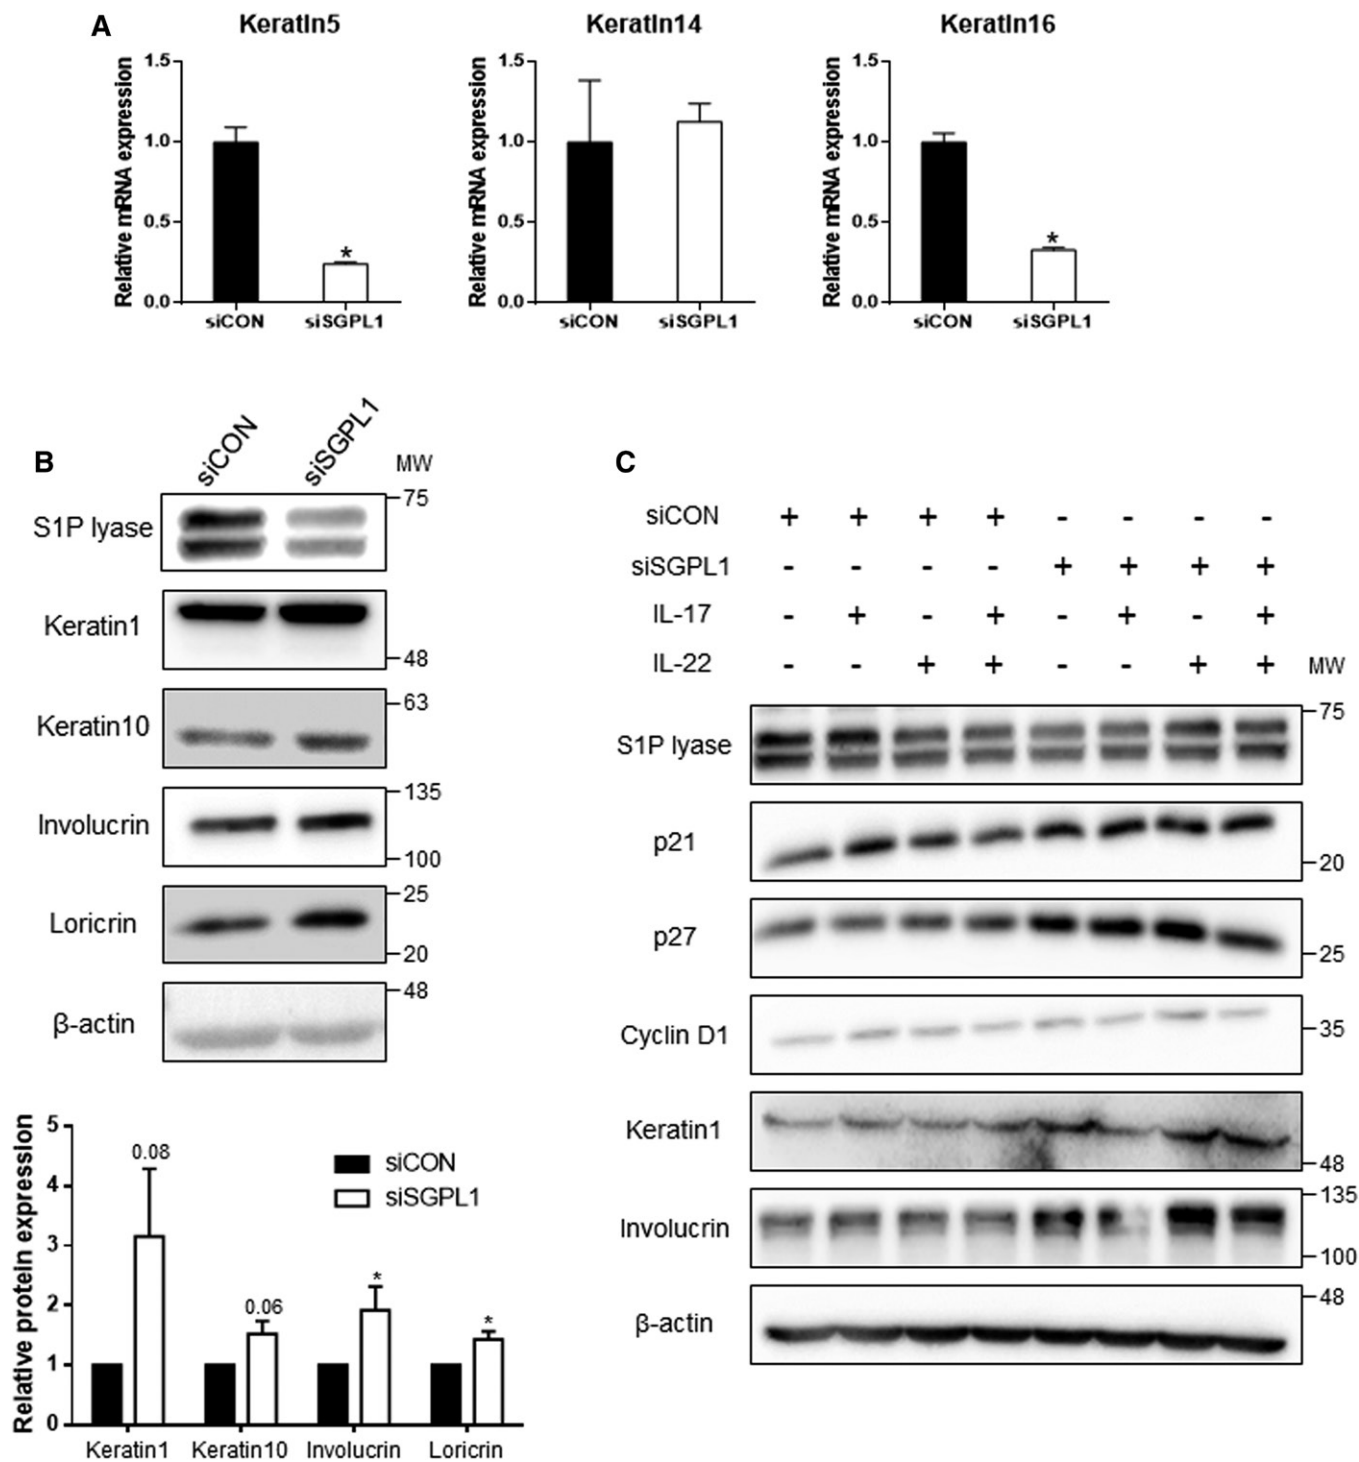 A
KeratIn5
KeratIn14
KeratIn16
Relative mRNA expression
1.5
1.0
0.5
0.0
*
siCON
siSGPL1
Relative mRNA expression
1.5
1.0
0.5
0.0
siCON
siSGPL1
Relative mRNA expression
1.5
1.0
0.5
0.0
*
siCON
siSGPL1
B
siCON
siSGPL1
MW
S1P lyase
75
Keratin1
48
Keratin10
63
Involucrin
135
100
Loricrin
25
20
β-actin
48
Relative protein expression
5
4
3
2
1
0
0.08
0.06
*
*
siCON
siSGPL1
Keratin1 Keratin10 Involucrin Loricrin
C
siCON + + + + - - - -
siSGPL1 - - - - + + + +
IL-17 - + - + - + - +
IL-22 - - + + - - + +
MW
S1P lyase
75
p21
20
p27
25
Cyclin D1
35
Keratin1
48
Involucrin
135
100
β-actin
48